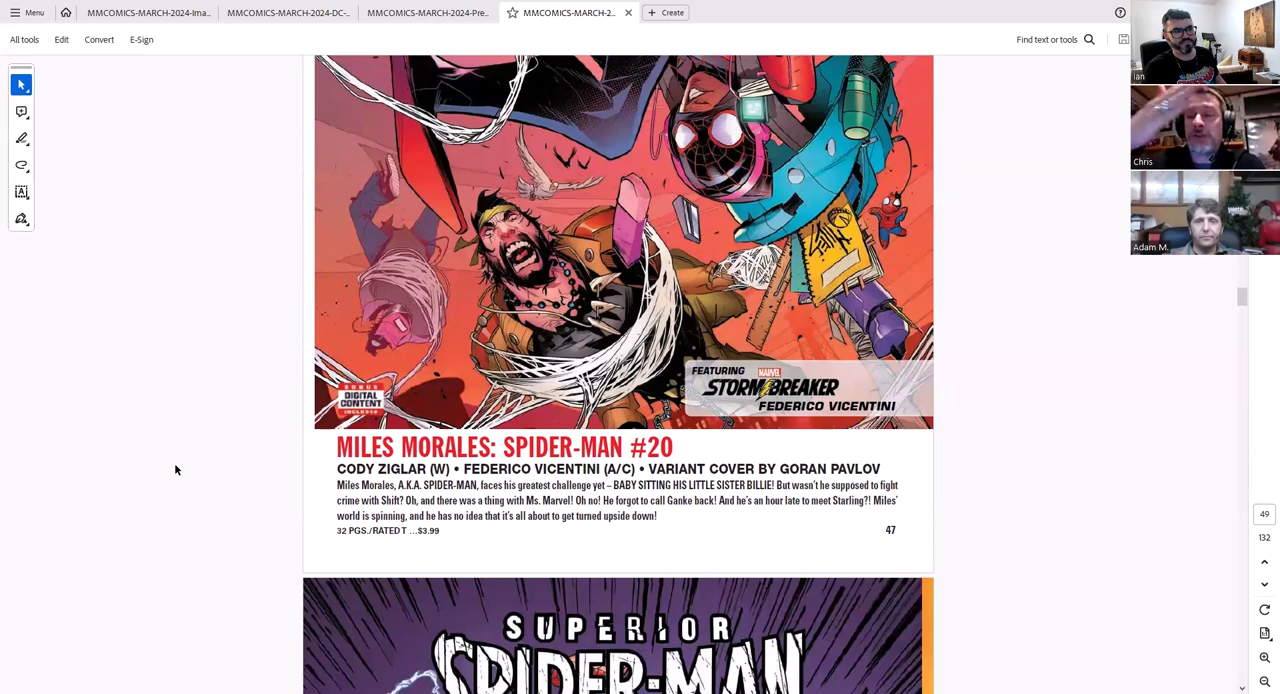 Menu
MMCOMICS-MARCH-2024-Ima...
MMCOMICS-MARCH-2024-DC-...
MMCOMICS-MARCH-2024-Pre...
MMCOMICS-MARCH-2...
Create
All tools
Edit
Convert
E-Sign
Find text or tools
Ian
Chris
Adam M.
BONUS
DIGITAL
CONTENT
INCLUDED
FEATURING
MARVEL
STORMBREAKER
FEDERICO VICENTINI
MILES MORALES: SPIDER-MAN #20
CODY ZIGLAR (W) • FEDERICO VICENTINI (A/C) • VARIANT COVER BY GORAN PAVLOV
Miles Morales, A.K.A. SPIDER-MAN, faces his greatest challenge yet – BABY SITTING HIS LITTLE SISTER BILLIE! But wasn't he supposed to fight
crime with Shift? Oh, and there was a thing with Ms. Marvel! Oh no! He forgot to call Ganke back! And he's an hour late to meet Starling?! Miles'
world is spinning, and he has no idea that it's all about to get turned upside down!
32 PGS./RATED T ...$3.99
47
49
132
SUPERIOR
SPIDER-MAN